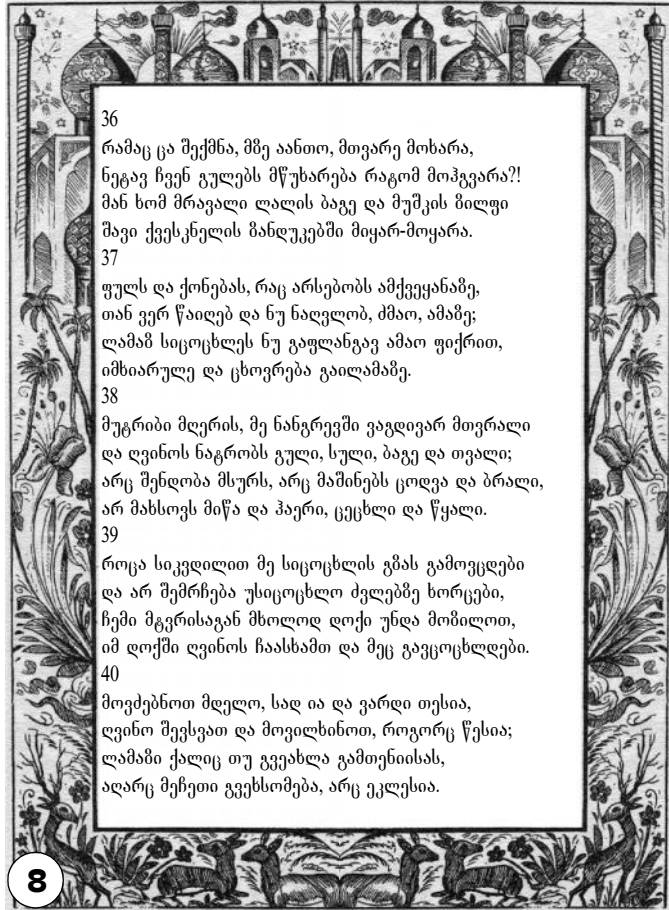 36
რამაც ცა შექმნა, მზე აანთო, მთვარე მოხარა,
ნეტავ ჩვენ გულებს მწუხარება რატომ მოჰგვარა?!
მან ხომ მრავალი ლალის ბაგე და მუშკის ზილფი
შავი ქვესკნელის ზანდუკებში მიყარ-მოყარა.
37
ფულს და ქონებას, რაც არსებობს ამქვეყანაზე,
თან ვერ წაიღებ და ნუ ნაღვლობ, ძმაო, ამაზე;
ლამაზ სიცოცხლეს ნუ გაფლანგავ ამაო ფიქრით,
იმხიარულე და ცხოვრება გაილამაზე.
38
მუტრიბი მღერის, მე ნანგრევში ვაგდივარ მთვრალი
და ღვინოს ნატრობს გული, სული, ბაგე და თვალი;
არც შენდობა მსურს, არც მაშინებს ცოდვა და ბრალი,
არ მახსოვს მიწა და ჰაერი, ცეცხლი და წყალი.
39
როცა სიკვდილით მე სიცოცხლის გზას გამოვცდები
და არ შემრჩება უსიცოცხლო ძვლებზე ხორცები,
ჩემი მტვრისაგან მხოლოდ დოქი უნდა მოზილოთ,
იმ დოქში ღვინოს ჩაასხამთ და მეც გავცოცხლდები.
40
მოვძებნოთ მდელო, სად ია და ვარდი თესია,
ღვინო შევსვათ და მოვილხინოთ, როგორც წესია;
ლამაზი ქალიც თუ გვეახლა გამთენიისას,
აღარც მეჩეთი გვეხსომება, არც ეკლესია.
8